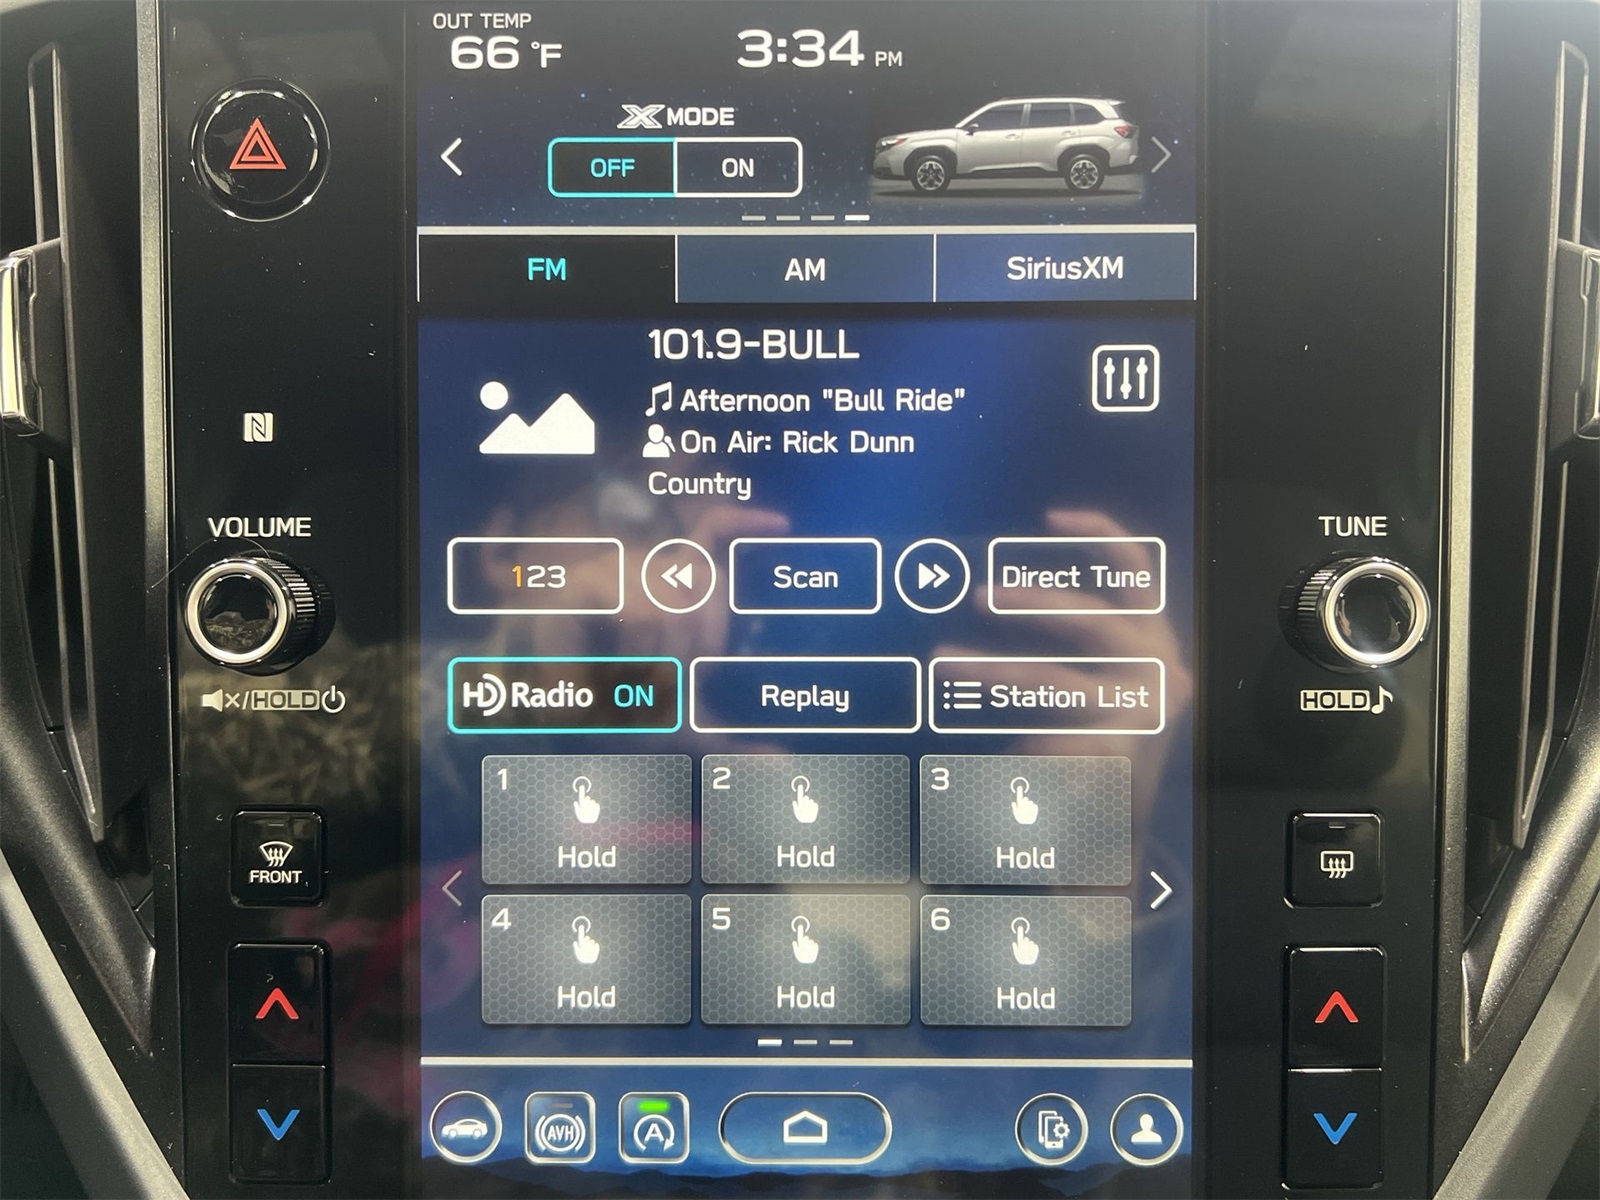 OUT TEMP
66 °F
3:34 PM
X MODE
OFF ON
FM AM SiriusXM
101.9-BULL
Afternoon "Bull Ride"
On Air: Rick Dunn
Country
VOLUME
TUNE
123 Scan Direct Tune
HD Radio ON Replay Station List
HOLD
HOLD
1 2 3
Hold Hold Hold
FRONT
4 5 6
Hold Hold Hold
AVH A